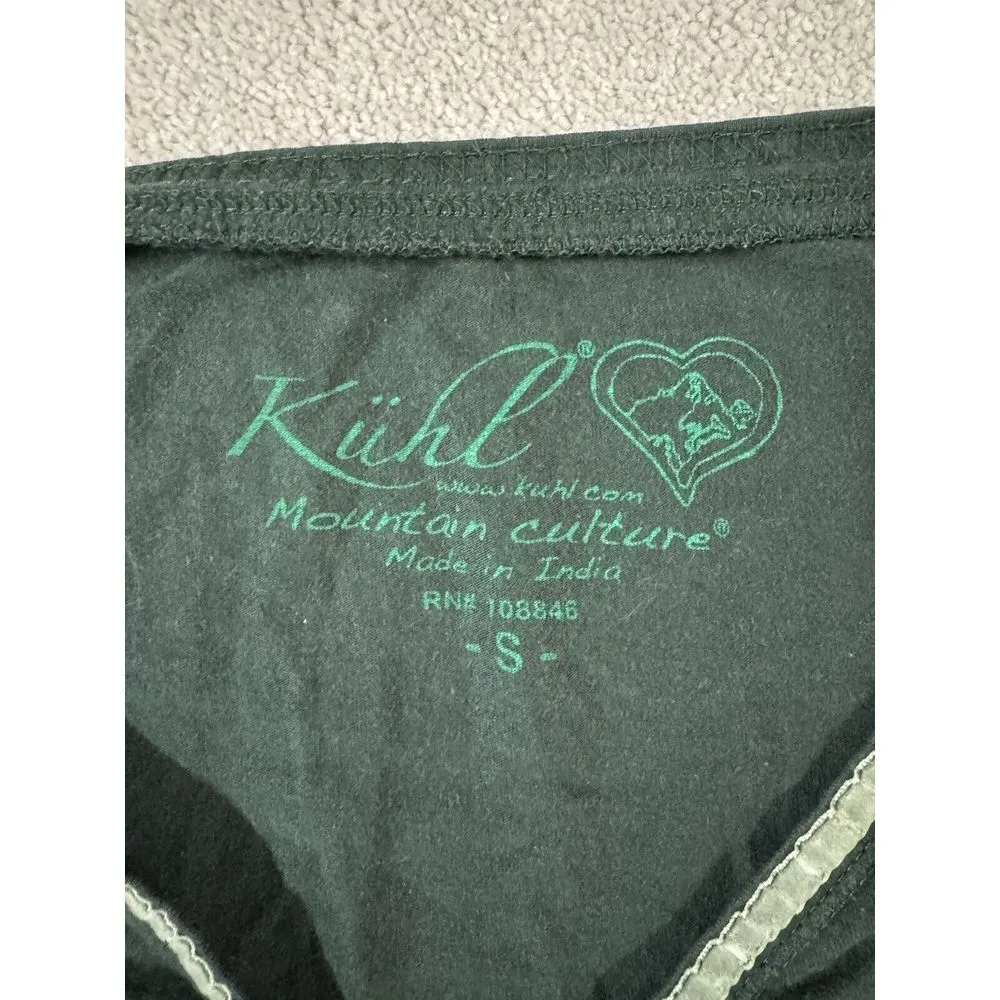 Kühl®
www.kuhl.com
Mountain culture®
Made in India
RN# 108846
- S -